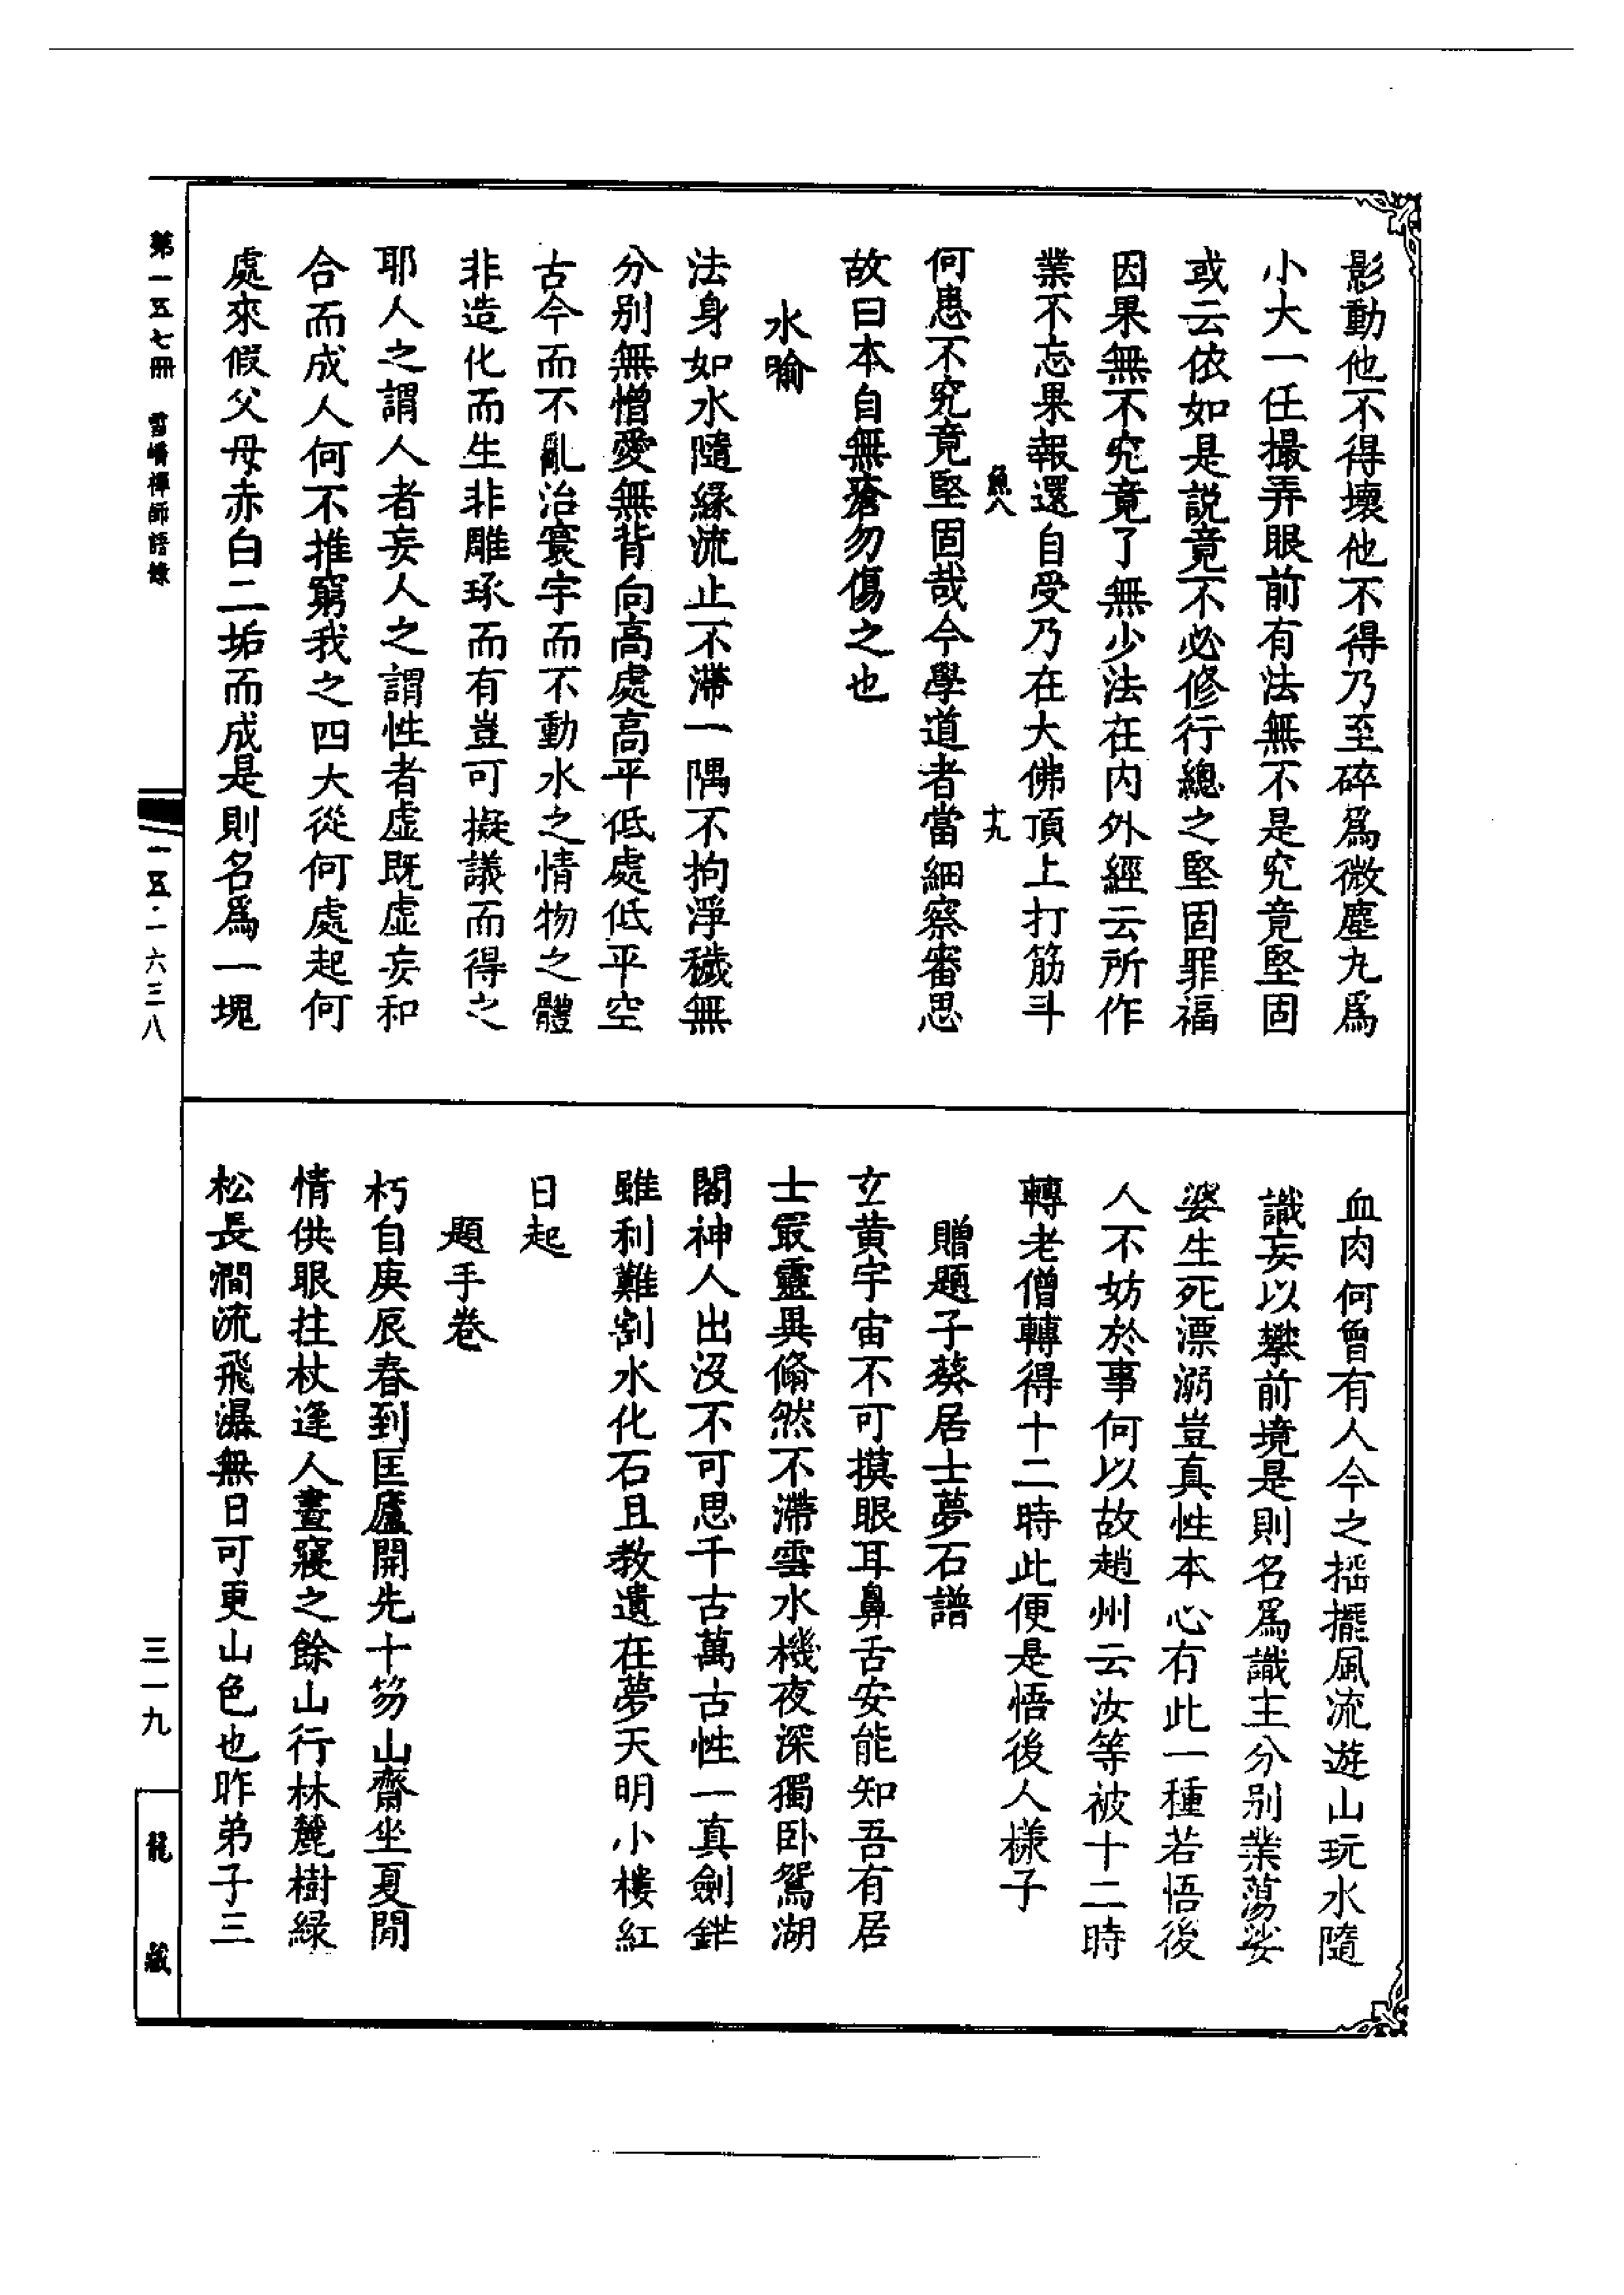 影動他不得壞他不得乃至碎爲微塵九爲
小大一任撮弄眼前有法無不是究竟堅固
或云依如是説竟不必修行總之堅固罪福
因果無不究竟了無少法在內外經云所作
業不忘果報還自受乃在大佛頂上打筋斗
魚八
十九
何患不究竟堅固哉今學道者當細察審思
故曰本自無瘡勿傷之也
水喻
法身如水隨緣流止不滯一隅不拘淨穢無
分別無憎愛無背向高處高平低處低平空
古今而不亂治寰宇而不動水之情物之體
非造化而生非雕琢而有豈可擬議而得之
耶人之謂人者妄人之謂性者虛既虛妄和
合而成人何不推窮我之四大從何處起何
處來假父母赤白二垢而成是則名爲一塊
血肉何曾有人今之搖擺風流遊山玩水隨
識妄以攀前境是則名爲識主分別業蕩娑
婆生死漂溺豈真性本心有此一種若悟後
人不妨於事何以故趙州云汝等被十二時
轉老僧轉得十二時此便是悟後人樣子
贈題子葵居士夢石譜
玄黃宇宙不可摸眼耳鼻舌安能知吾有居
士最靈異翛然不滯雲水機夜深獨卧鴛湖
閣神人出沒不可思千古萬古性一真劍鋩
雖利難割水化石且教遺在夢天明小樓紅
日起
題手卷
朽自庚辰春到匡廬開先十笏山齋坐夏閒
情供眼拄杖逢人晝寢之餘山行林麓樹緑
松長澗流飛瀑無日可更山色也昨弟子三
第一五七冊
雪嶠禪師語錄
一五·一六三八
三一九
龍藏